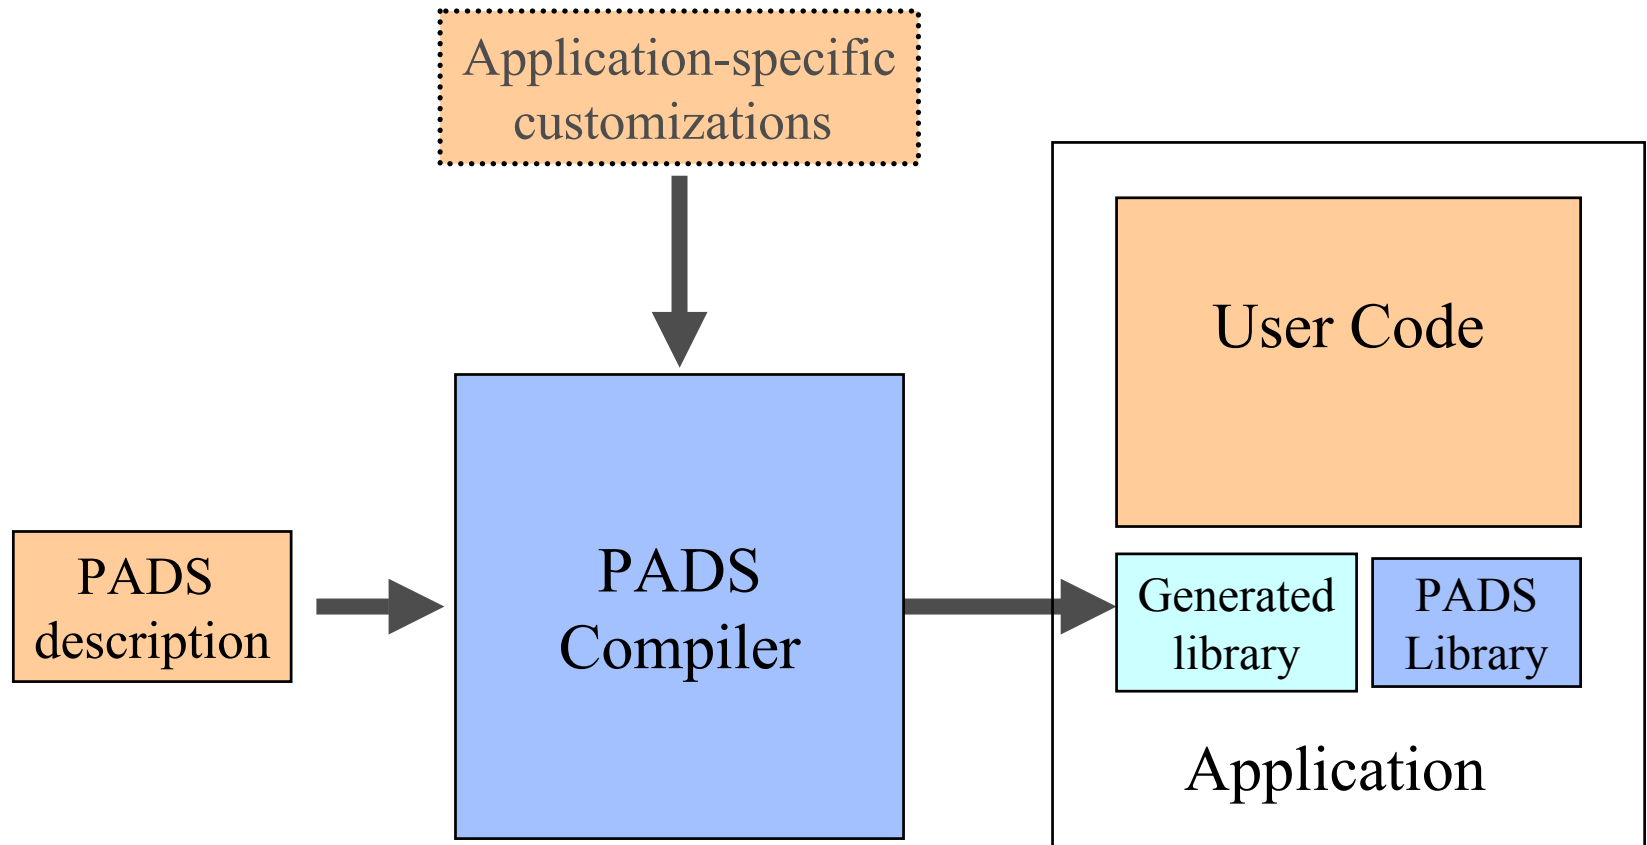 Application-specific
customizations
User Code
PADS
description
PADS
Compiler
Generated
library
PADS
Library
Application